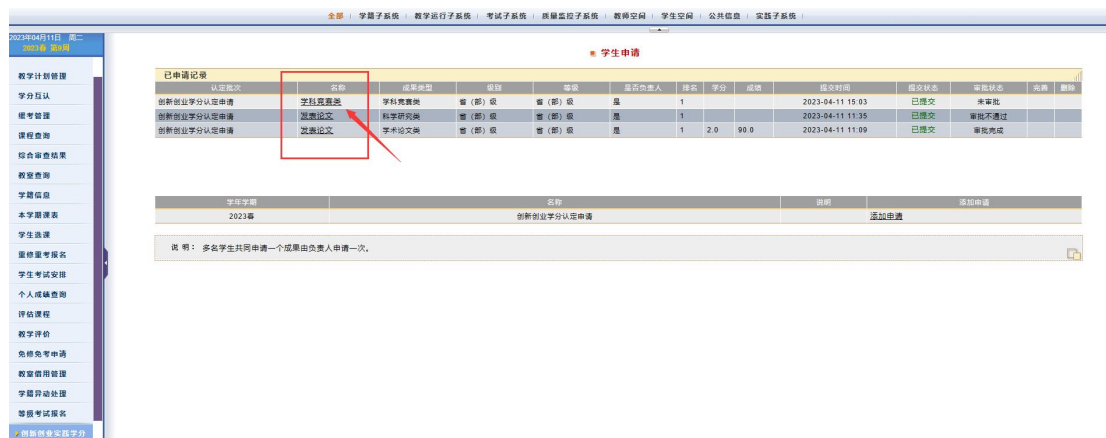 全部 学籍子系统 教学运行子系统 考试子系统 质量监控子系统 教师空间 学生空间 公共信息 实践子系统
2023年04月11日 周二
2023春 第9周
学生申请
教学计划管理
学分互认
缓考管理
课程查询
综合审查结果
教室查询
学籍信息
本学期课表
学生选课
重修重考报名
学生考试安排
个人成绩查询
评估课程
教学评价
免修免考申请
教室借用管理
学籍异动处理
等级考试报名
创新创业实践学分
已申请记录
认定批次 名称 成果类型 级别 等级 是否负责人 排名 学分 成绩 提交时间 提交状态 审批状态 完善 删除
创新创业学分认定申请 学科竞赛类 学科竞赛类 省（部）级 省（部）级 是 1 2023-04-11 15:03 已提交 未审批
创新创业学分认定申请 发表论文 科学研究类 省（部）级 省（部）级 是 1 2023-04-11 11:35 已提交 审批不通过
创新创业学分认定申请 发表论文 学术论文类 省（部）级 省（部）级 是 1 2.0 90.0 2023-04-11 11:09 已提交 审批完成
学年学期 名称 说明 添加申请
2023春 创新创业学分认定申请 添加申请
说 明： 多名学生共同申请一个成果由负责人申请一次。